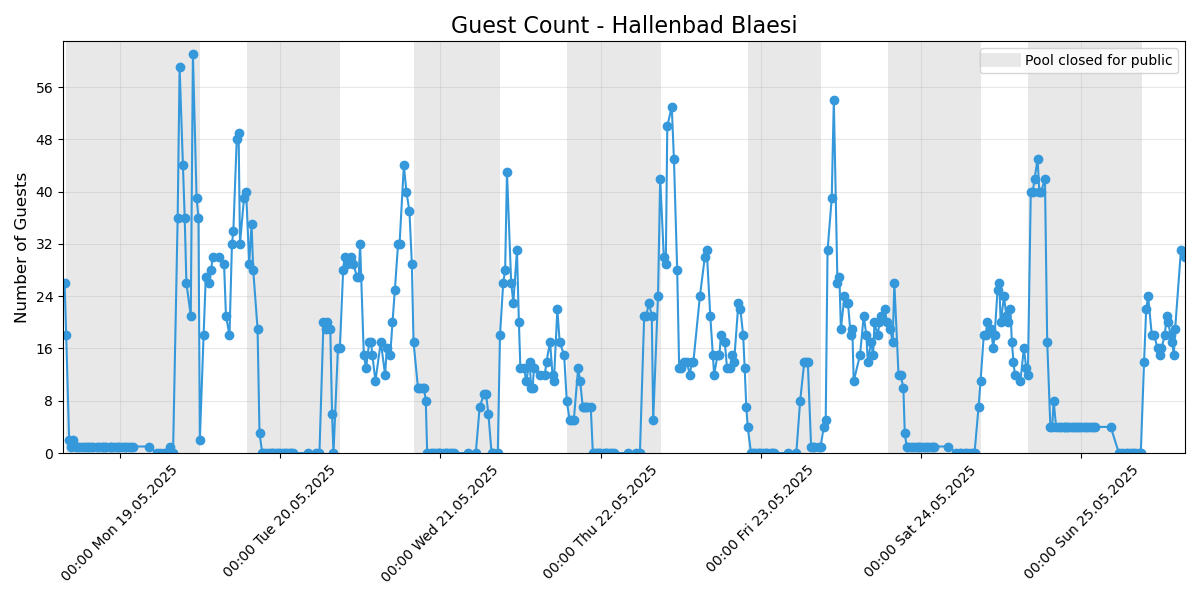 Guest Count - Hallenbad Blaesi
Pool closed for public
Number of Guests
56
48
40
32
24
16
8
0
00:00 Mon 19.05.2025
00:00 Tue 20.05.2025
00:00 Wed 21.05.2025
00:00 Thu 22.05.2025
00:00 Fri 23.05.2025
00:00 Sat 24.05.2025
00:00 Sun 25.05.2025